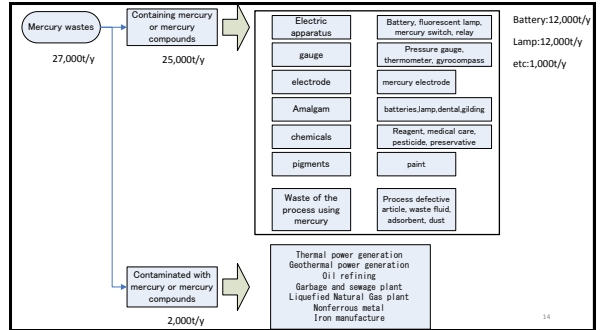 Mercury wastes
27,000t/y
Containing mercury
or mercury
compounds
25,000t/y
Electric
apparatus
Battery, fluorescent lamp,
mercury switch, relay
gauge
Pressure gauge,
thermometer, gyrocompass
electrode
mercury electrode
Amalgam
batteries,lamp,dental,gilding
chemicals
Reagent, medical care,
pesticide, preservative
pigments
paint
Waste of the
process using
mercury
Process defective
article, waste fluid,
adsorbent, dust
Battery:12,000t/y
Lamp:12,000t/y
etc:1,000t/y
Contaminated with
mercury or mercury
compounds
2,000t/y
Thermal power generation
Geothermal power generation
Oil refining
Garbage and sewage plant
Liquefied Natural Gas plant
Nonferrous metal
Iron manufacture
14